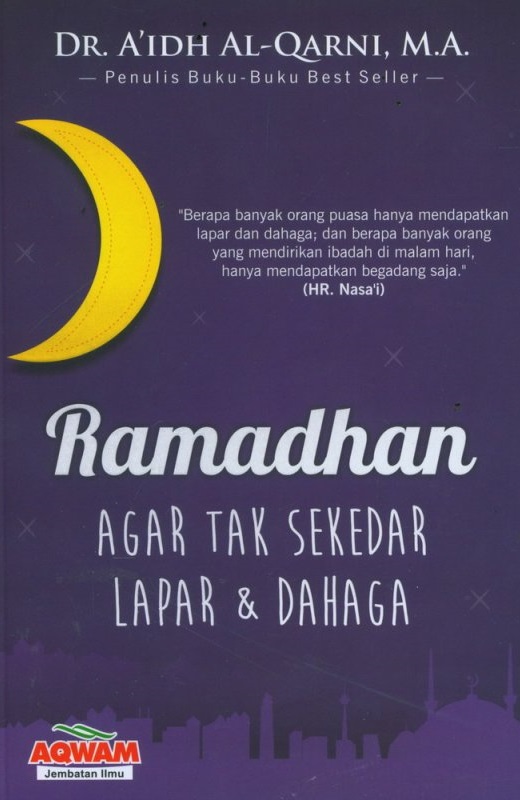 DR. A'IDH AL-QARNI, M.A.
— Penulis Buku-Buku Best Seller —
"Berapa banyak orang puasa hanya mendapatkan
lapar dan dahaga; dan berapa banyak orang
yang mendirikan ibadah di malam hari,
hanya mendapatkan begadang saja."
(HR. Nasa'i)
Ramadhan
AGAR TAK SEKEDAR
LAPAR & DAHAGA
AQWAM
Jembatan Ilmu